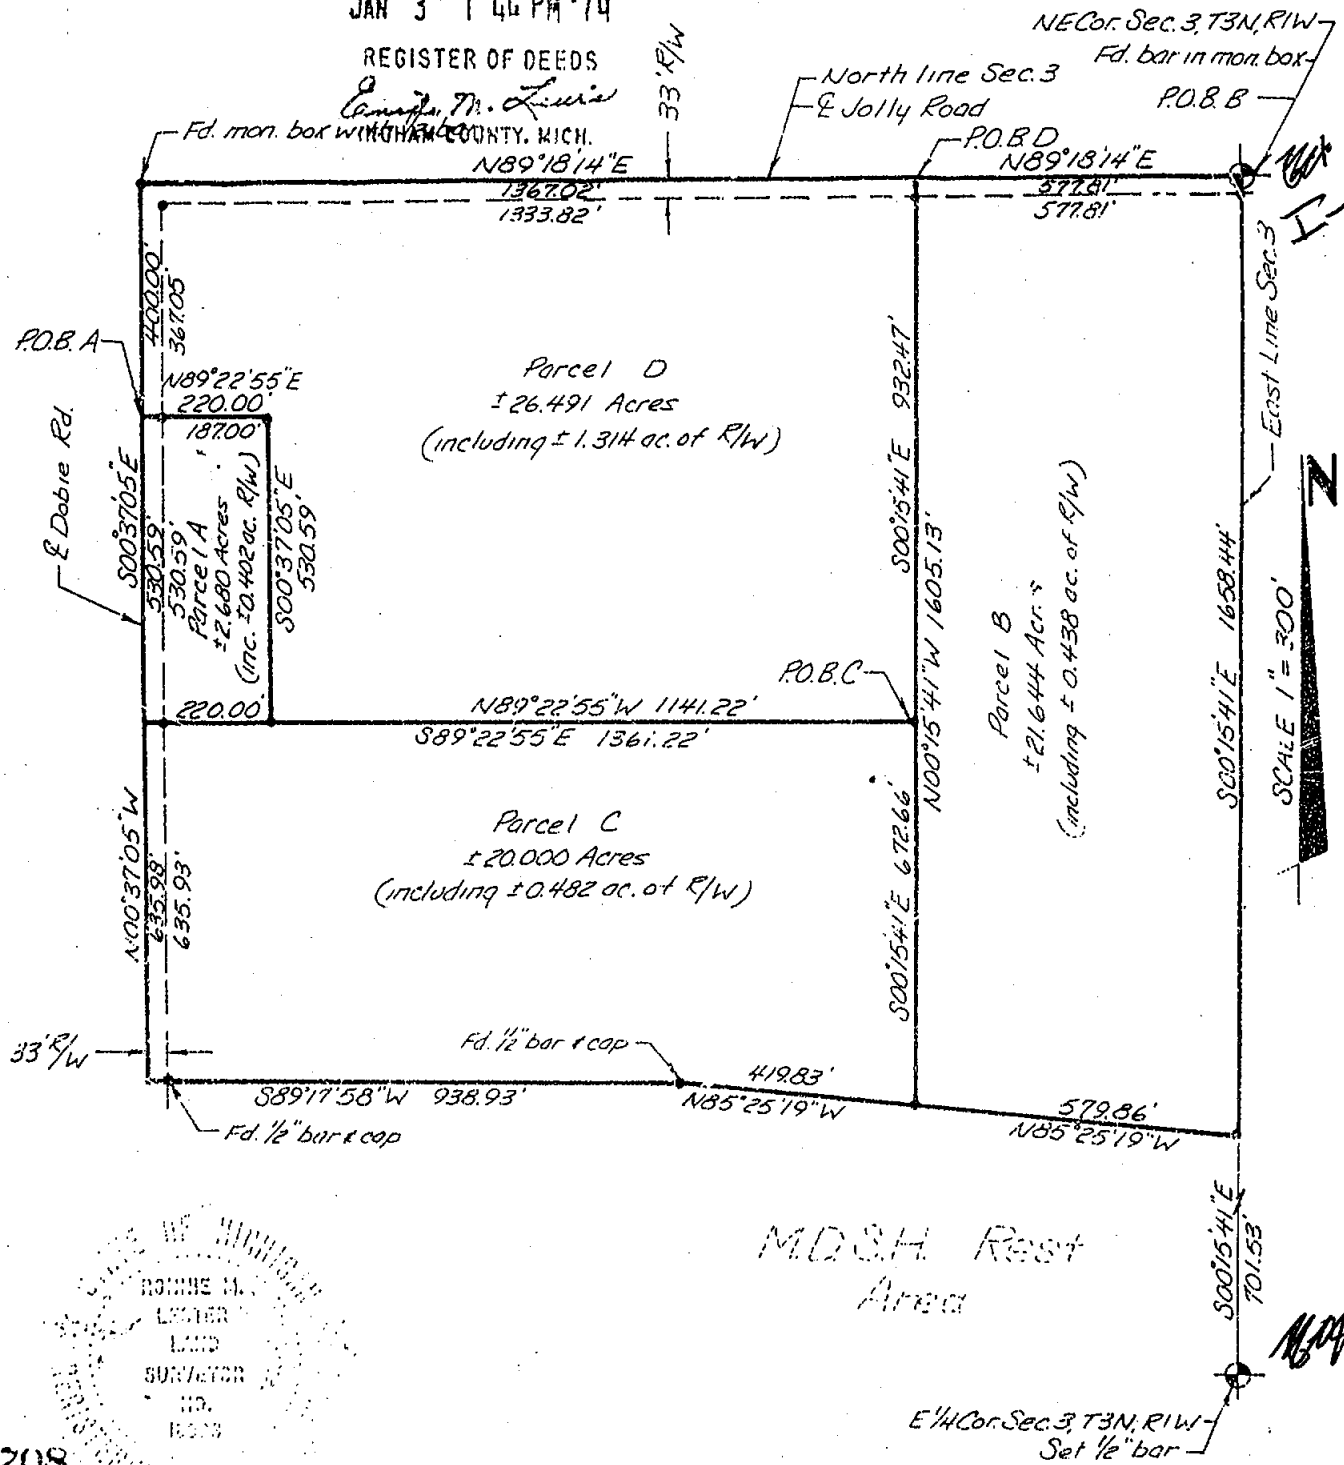 JAN 3 1 44 PM '79
REGISTER OF DEEDS
INGHAM COUNTY, MICH.
Fd. mon. box
33' R/W
North line Sec. 3
℄ Jolly Road
NE Cor. Sec. 3, T3N, R1W
Fd. bar in mon. box
P.O.B. B
P.O.B. D
N89°18'14"E
1367.02'
1333.82'
N89°18'14"E
577.81'
577.81'
400.00'
367.05
P.O.B. A
N89°22'55"E
220.00'
187.00'
℄ Dobie Rd.
S00°37'05"E
530.59'
530.59'
Parcel A
±2.680 Acres
(inc. ±0.402 ac. R/W)
S00°37'05"E
530.59'
220.00'
Parcel D
±26.491 Acres
(including ±1.314 ac. of R/W)
S00°15'41"E 932.47'
N00°15'41"W 1605.13'
Parcel B
±21.644 Acres
(including ±0.438 ac. of R/W)
East Line Sec. 3
S00°15'41"E 1658.44'
N
SCALE 1" = 300'
P.O.B. C
N89°22'55"W 1141.22'
S89°22'55"E 1361.22'
Parcel C
±20.000 Acres
(including ±0.482 ac. of R/W)
N00°37'05"W
635.98'
635.93'
S00°15'41"E 672.66'
33' R/W
Fd. 1/2" bar & cap
S89°17'58"W 938.93'
419.83'
N85°25'19"W
579.86'
N85°25'19"W
Fd. 1/2" bar & cap
M.D.S.H. Rest
Area
S00°15'41"E
701.53'
E 1/4 Cor. Sec. 3, T3N, R1W
Set 1/2" bar
OF MICHIGAN
LESTER
LAND
SURVEYOR
NO.
208